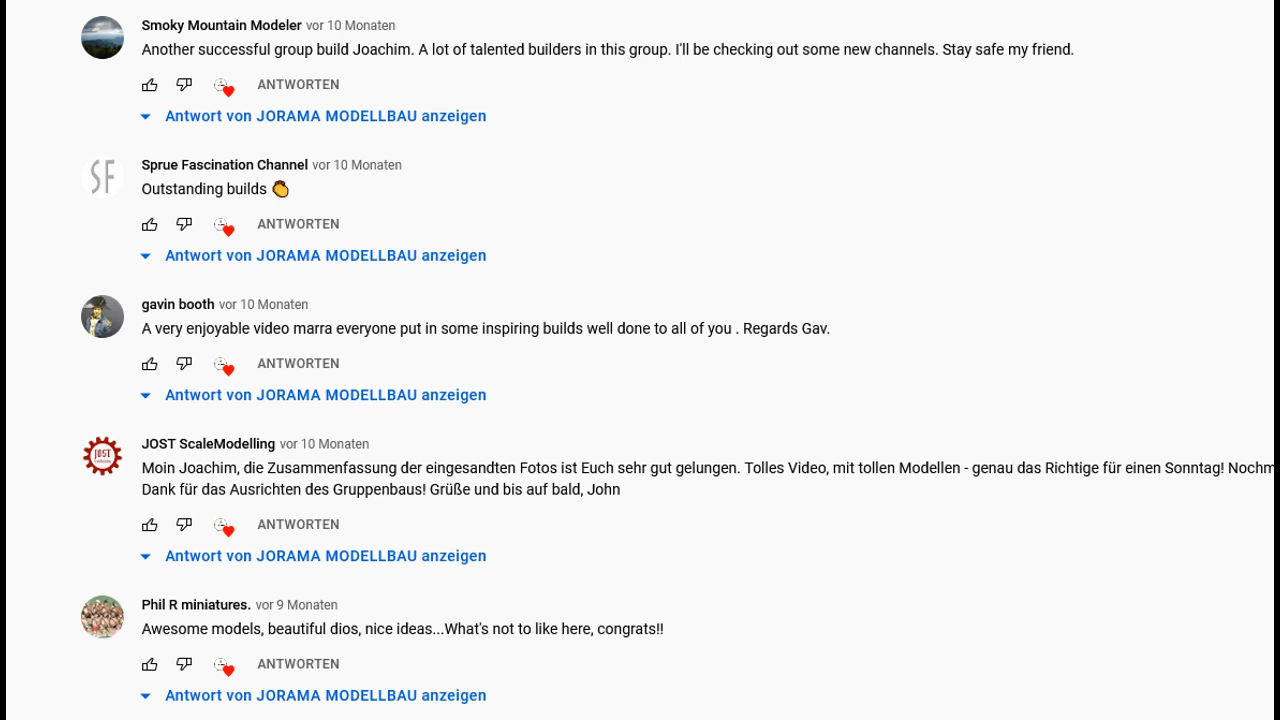 Smoky Mountain Modeler vor 10 Monaten
Another successful group build Joachim. A lot of talented builders in this group. I'll be checking out some new channels. Stay safe my friend.
ANTWORTEN
Antwort von JORAMA MODELLBAU anzeigen
SF
Sprue Fascination Channel vor 10 Monaten
Outstanding builds 👏
ANTWORTEN
Antwort von JORAMA MODELLBAU anzeigen
gavin booth vor 10 Monaten
A very enjoyable video marra everyone put in some inspiring builds well done to all of you . Regards Gav.
ANTWORTEN
Antwort von JORAMA MODELLBAU anzeigen
JOST
JOST ScaleModelling vor 10 Monaten
Moin Joachim, die Zusammenfassung der eingesandten Fotos ist Euch sehr gut gelungen. Tolles Video, mit tollen Modellen - genau das Richtige für einen Sonntag!
Dank für das Ausrichten des Gruppenbaus! Grüße und bis auf bald, John
ANTWORTEN
Antwort von JORAMA MODELLBAU anzeigen
Phil R miniatures. vor 9 Monaten
Awesome models, beautiful dios, nice ideas...What's not to like here, congrats!!
ANTWORTEN
Antwort von JORAMA MODELLBAU anzeigen